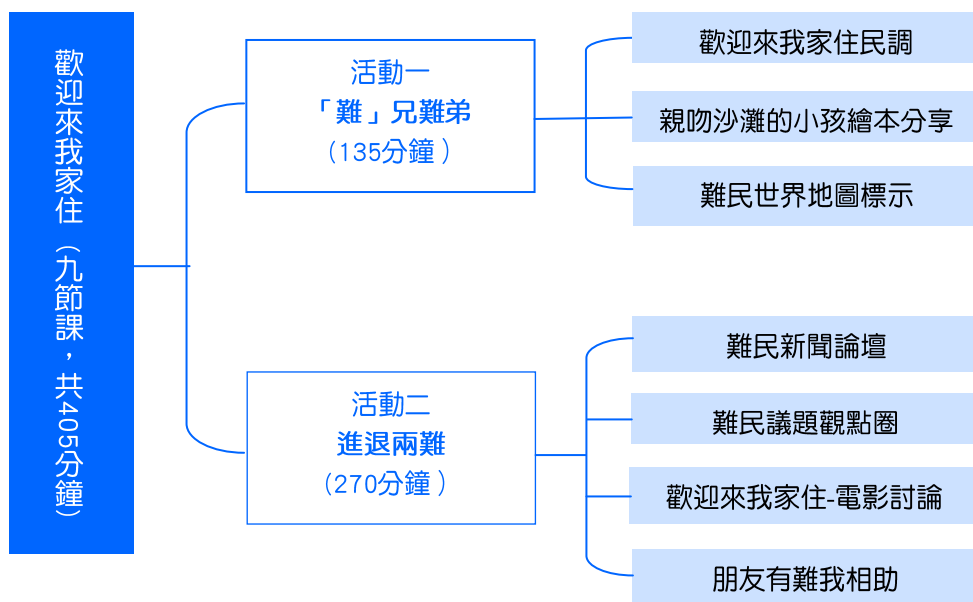 歡迎來我家住（九節課，共405分鐘）
活動一
「難」兄難弟
（135分鐘）
歡迎來我家住民調
親吻沙灘的小孩繪本分享
難民世界地圖標示
活動二
進退兩難
（270分鐘）
難民新聞論壇
難民議題觀點圈
歡迎來我家住-電影討論
朋友有難我相助